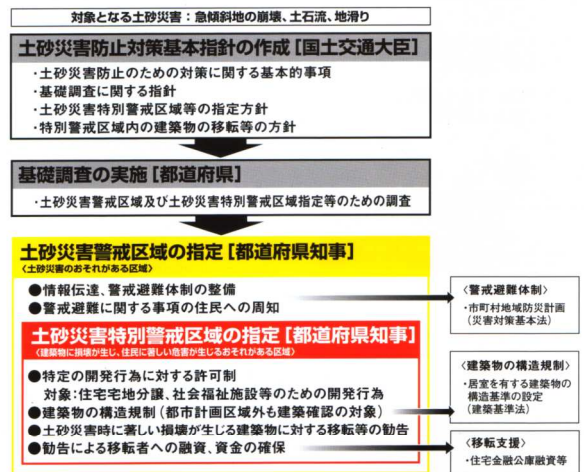 対象となる土砂災害：急傾斜地の崩壊、土石流、地滑り
土砂災害防止対策基本指針の作成［国土交通大臣］
・土砂災害防止のための対策に関する基本的事項
・基礎調査に関する指針
・土砂災害特別警戒区域等の指定方針
・特別警戒区域内の建築物の移転等の方針
基礎調査の実施［都道府県］
・土砂災害警戒区域及び土砂災害特別警戒区域指定等のための調査
土砂災害警戒区域の指定［都道府県知事］
〈土砂災害のおそれがある区域〉
●情報伝達、警戒避難体制の整備
●警戒避難に関する事項の住民への周知
〈警戒避難体制〉
・市町村地域防災計画
（災害対策基本法）
土砂災害特別警戒区域の指定［都道府県知事］
〈建築物に損壊が生じ、住民に著しい危害が生じるおそれがある区域〉
●特定の開発行為に対する許可制
対象：住宅宅地分譲、社会福祉施設等のための開発行為
●建築物の構造規制（都市計画区域外も建築確認の対象）
●土砂災害時に著しい損壊が生じる建築物に対する移転等の勧告
●勧告による移転者への融資、資金の確保
〈建築物の構造規制〉
・居室を有する建築物の
構造基準の設定
（建築基準法）
〈移転支援〉
・住宅金融公庫融資等